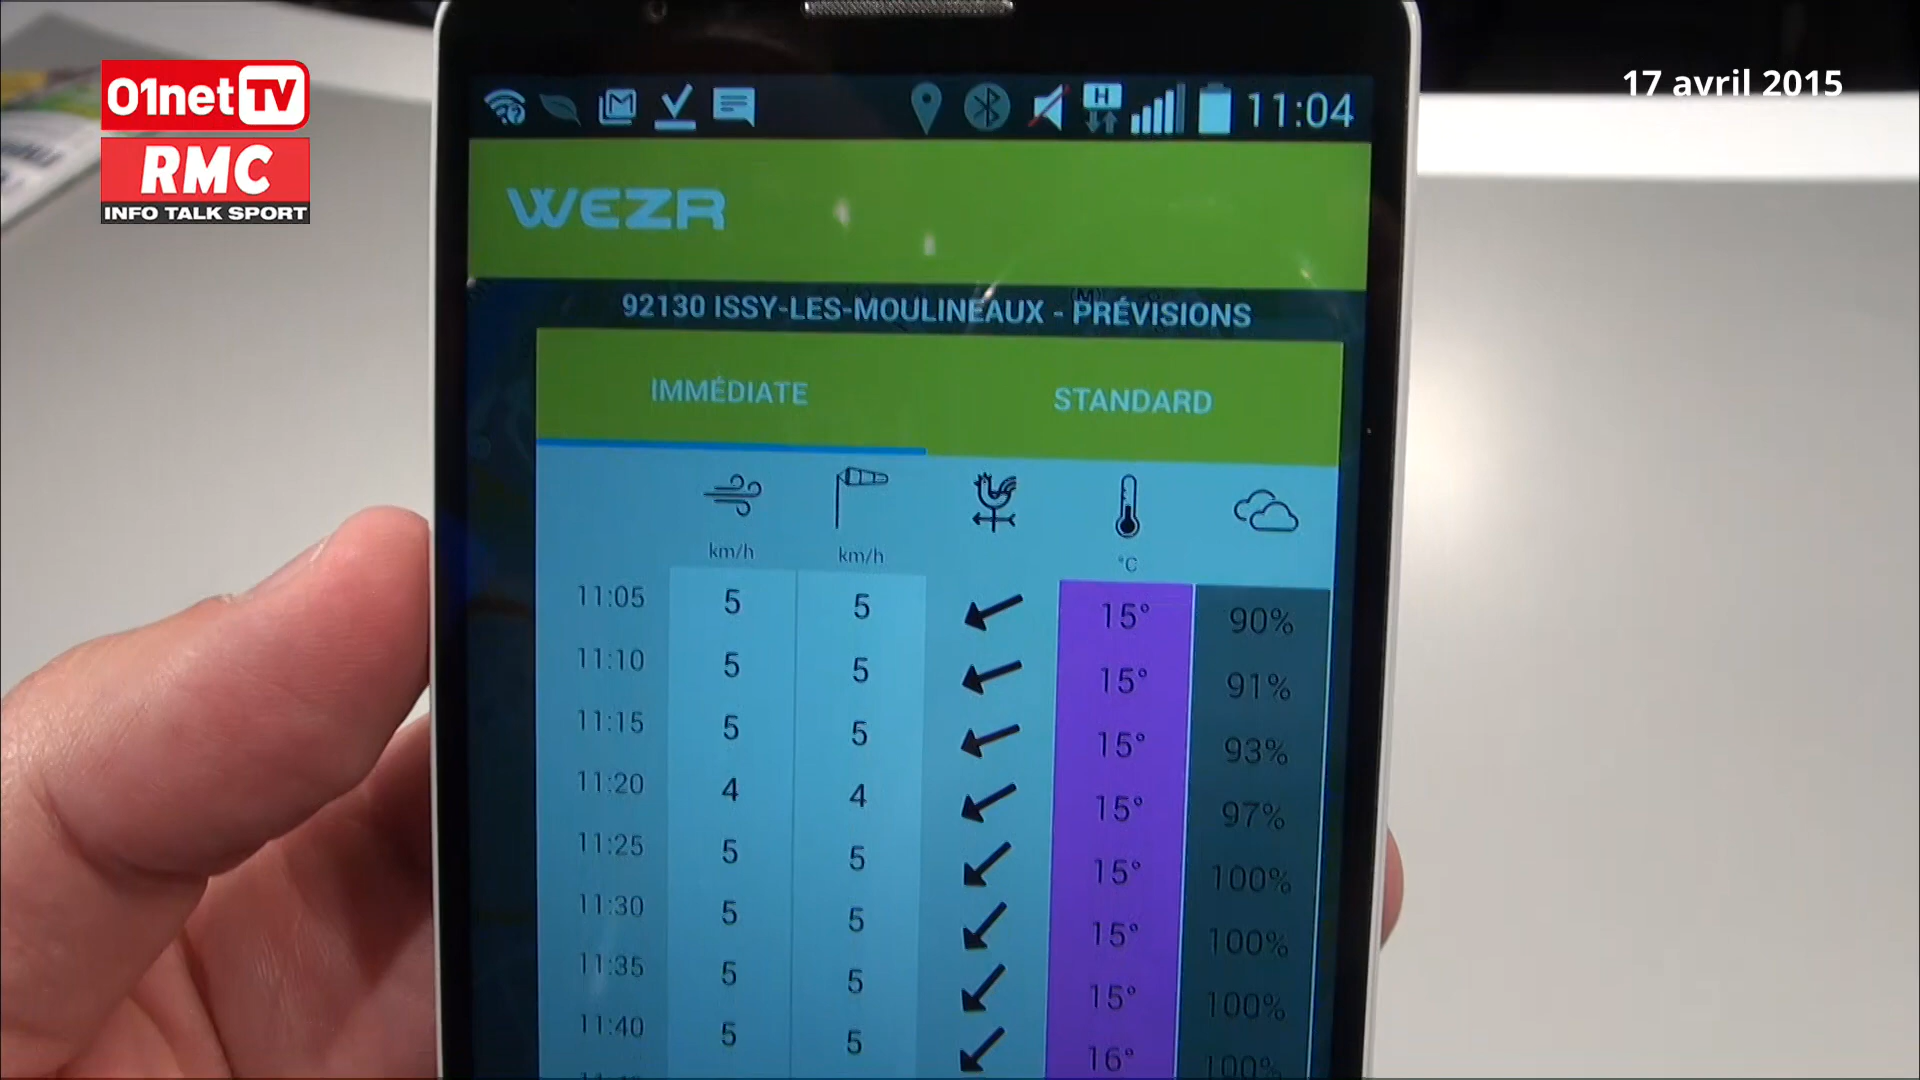 01net TV
RMC
INFO TALK SPORT
17 avril 2015
H
11:04
WEZR
92130 ISSY-LES-MOULINEAUX - PRÉVISIONS
IMMÉDIATE STANDARD
km/h km/h °C
11:05 5 5 15° 90%
11:10 5 5 15° 91%
11:15 5 5 15° 93%
11:20 4 4 15° 97%
11:25 5 5 15° 100%
11:30 5 5 15° 100%
11:35 5 5 15° 100%
11:40 5 5 16° 100%